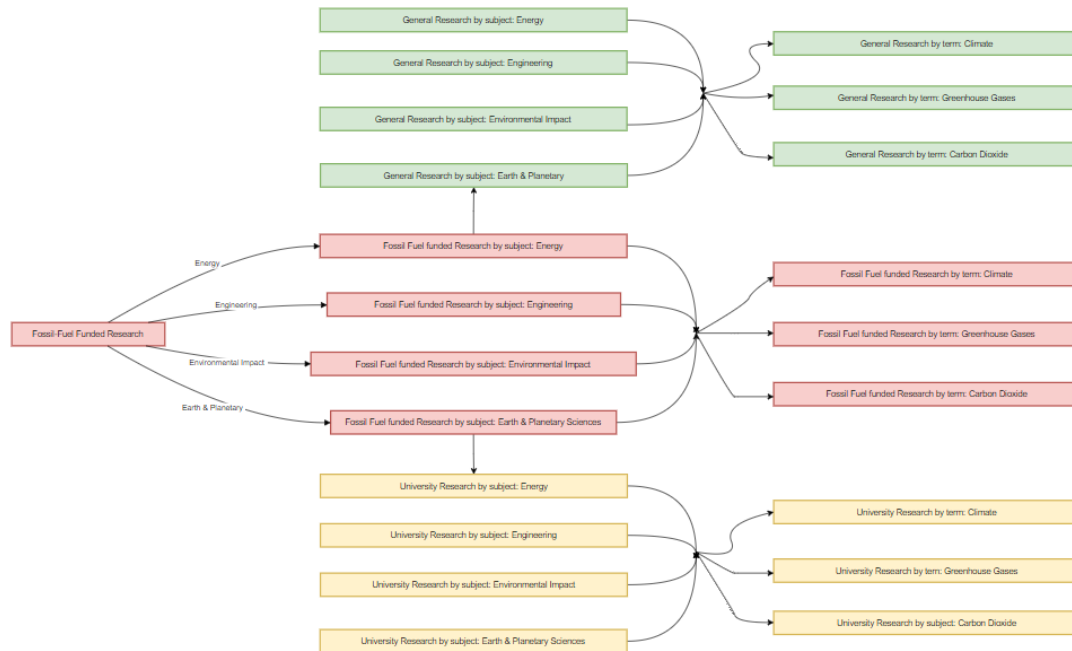 General Research by subject: Energy
General Research by subject: Engineering
General Research by subject: Environmental Impact
General Research by subject: Earth & Planetary
General Research by term: Climate
General Research by term: Greenhouse Gases
General Research by term: Carbon Dioxide
Fossil-Fuel Funded Research
Energy
Engineering
Environmental Impact
Earth & Planetary
Fossil Fuel funded Research by subject: Energy
Fossil Fuel funded Research by subject: Engineering
Fossil Fuel funded Research by subject: Environmental Impact
Fossil Fuel funded Research by subject: Earth & Planetary Sciences
Fossil Fuel funded Research by term: Climate
Fossil Fuel funded Research by term: Greenhouse Gases
Fossil Fuel funded Research by term: Carbon Dioxide
University Research by subject: Energy
University Research by subject: Engineering
University Research by subject: Environmental Impact
University Research by subject: Earth & Planetary Sciences
University Research by term: Climate
University Research by term: Greenhouse Gases
University Research by subject: Carbon Dioxide